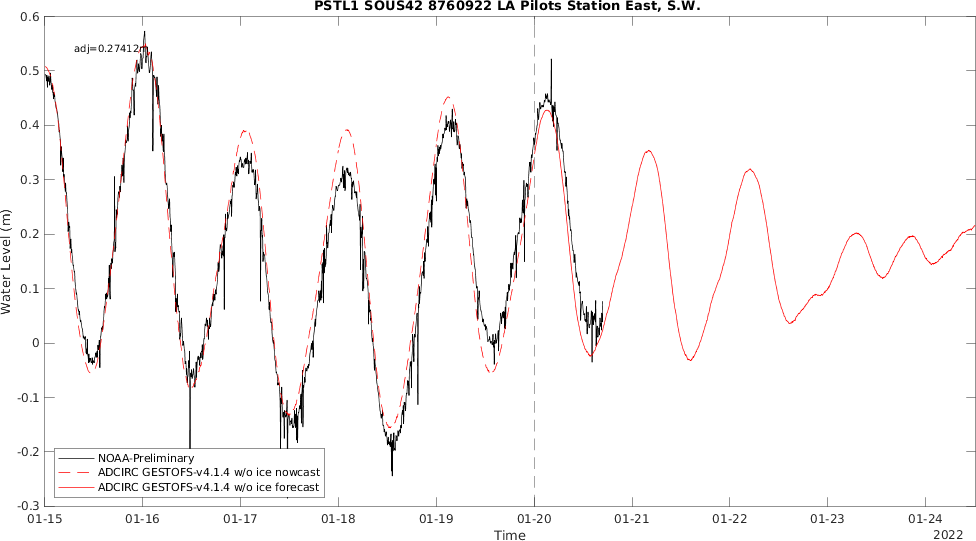 PSTL1 SOUS42 8760922 LA Pilots Station East, S.W.
0.6
adj=0.27412m
0.5
0.4
0.3
0.2
0.1
0
-0.1
-0.2
-0.3
Water Level (m)
NOAA-Preliminary
ADCIRC GESTOFS-v4.1.4 w/o ice nowcast
ADCIRC GESTOFS-v4.1.4 w/o ice forecast
01-15 01-16 01-17 01-18 01-19 01-20 01-21 01-22 01-23 01-24
Time
2022